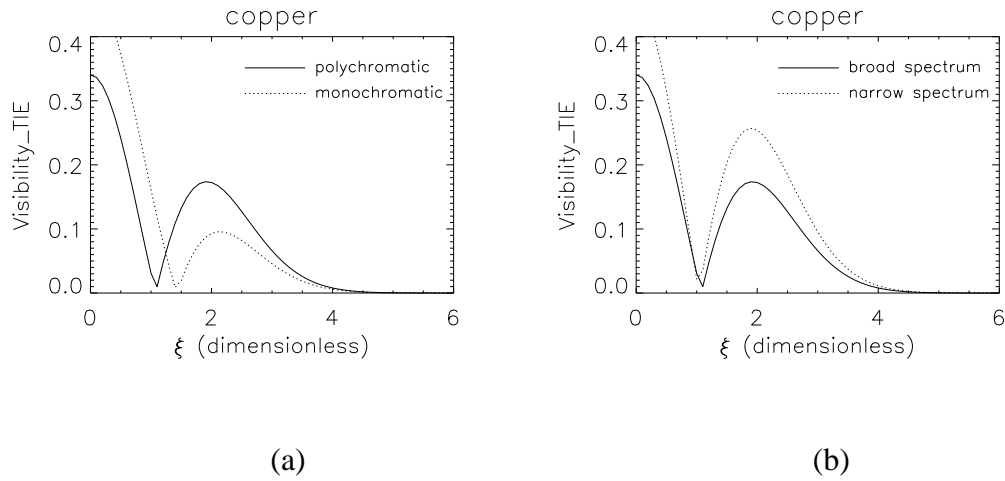 copper
0.4
0.3
0.2
0.1
0.0
Visibility_TIE
polychromatic
monochromatic
0 2 4 6
ξ (dimensionless)
(a)
copper
0.4
0.3
0.2
0.1
0.0
Visibility_TIE
broad spectrum
narrow spectrum
0 2 4 6
ξ (dimensionless)
(b)